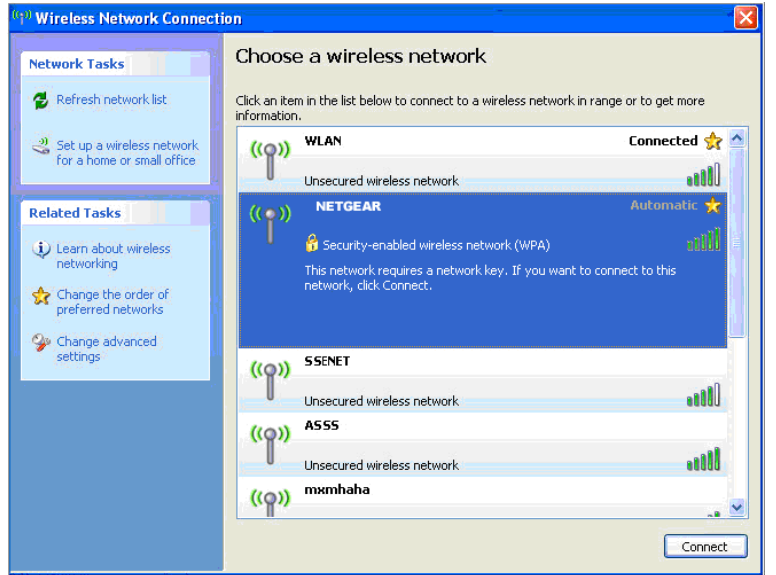 Wireless Network Connection
Network Tasks
Refresh network list
Set up a wireless network
for a home or small office
Related Tasks
Learn about wireless
networking
Change the order of
preferred networks
Change advanced
settings
Choose a wireless network
Click an item in the list below to connect to a wireless network in range or to get more
information.
WLAN Connected
Unsecured wireless network
NETGEAR Automatic
Security-enabled wireless network (WPA)
This network requires a network key. If you want to connect to this
network, click Connect.
SSENET
Unsecured wireless network
ASSS
Unsecured wireless network
mxmhaha
Connect